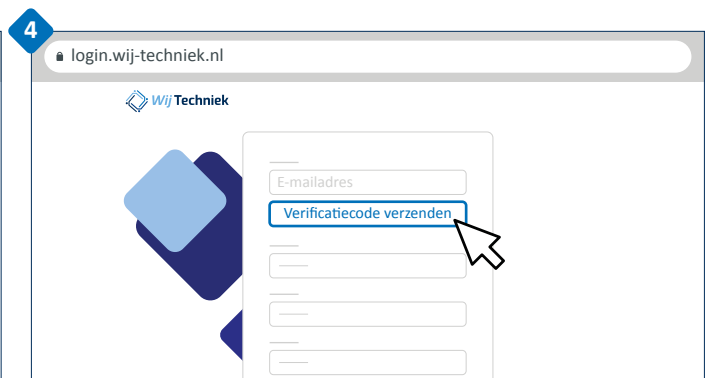 4
login.wij-techniek.nl
Wij Techniek
E-mailadres
Verificatiecode verzenden